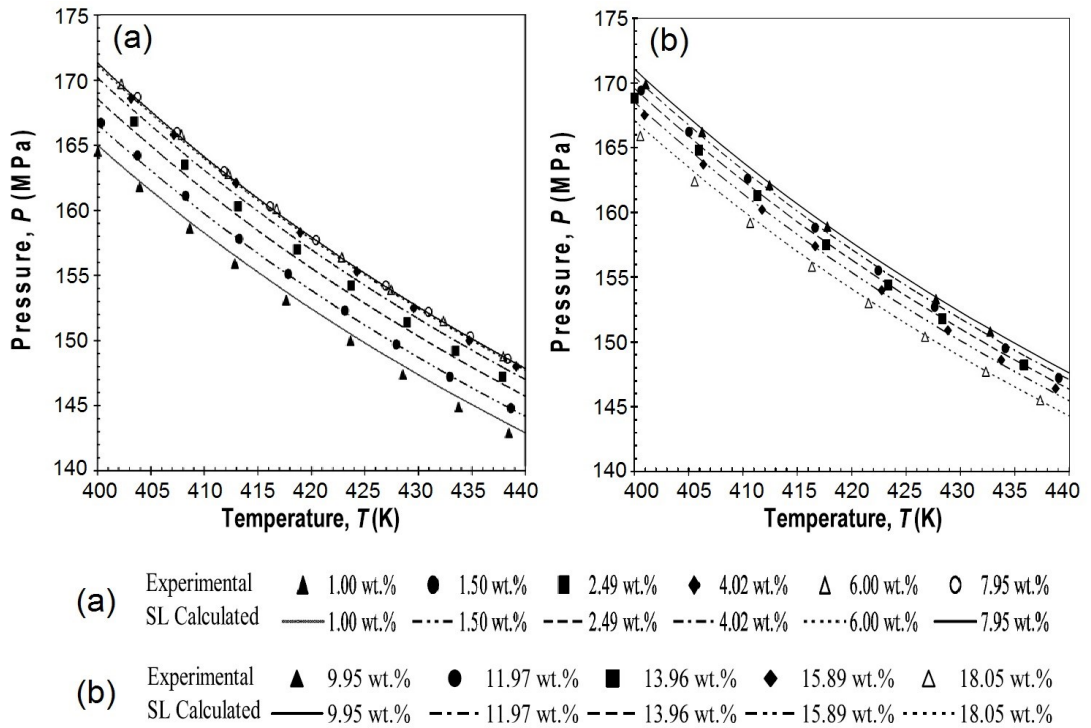 (a)
175
170
165
160
155
150
145
140
Pressure, P (MPa)
400 405 410 415 420 425 430 435 440
Temperature, T (K)
(b)
175
170
165
160
155
150
145
140
Pressure, P (MPa)
400 405 410 415 420 425 430 435 440
Temperature, T (K)
(a)
Experimental 1.00 wt.% 1.50 wt.% 2.49 wt.% 4.02 wt.% 6.00 wt.% 7.95 wt.%
SL Calculated 1.00 wt.% 1.50 wt.% 2.49 wt.% 4.02 wt.% 6.00 wt.% 7.95 wt.%
(b)
Experimental 9.95 wt.% 11.97 wt.% 13.96 wt.% 15.89 wt.% 18.05 wt.%
SL Calculated 9.95 wt.% 11.97 wt.% 13.96 wt.% 15.89 wt.% 18.05 wt.%